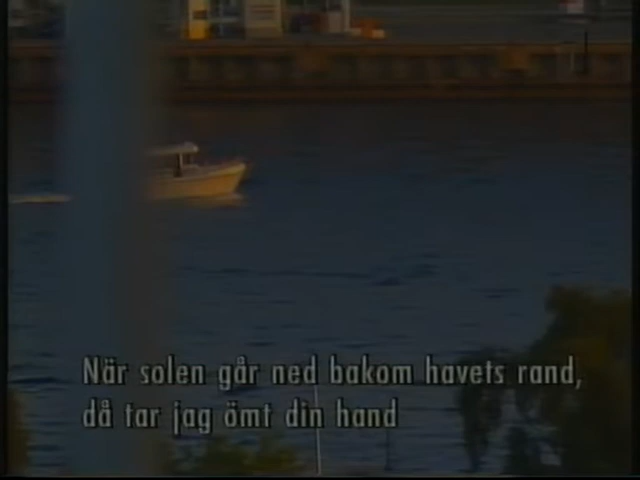 När solen går ned bakom havets rand,
då tar jag ömt din hand